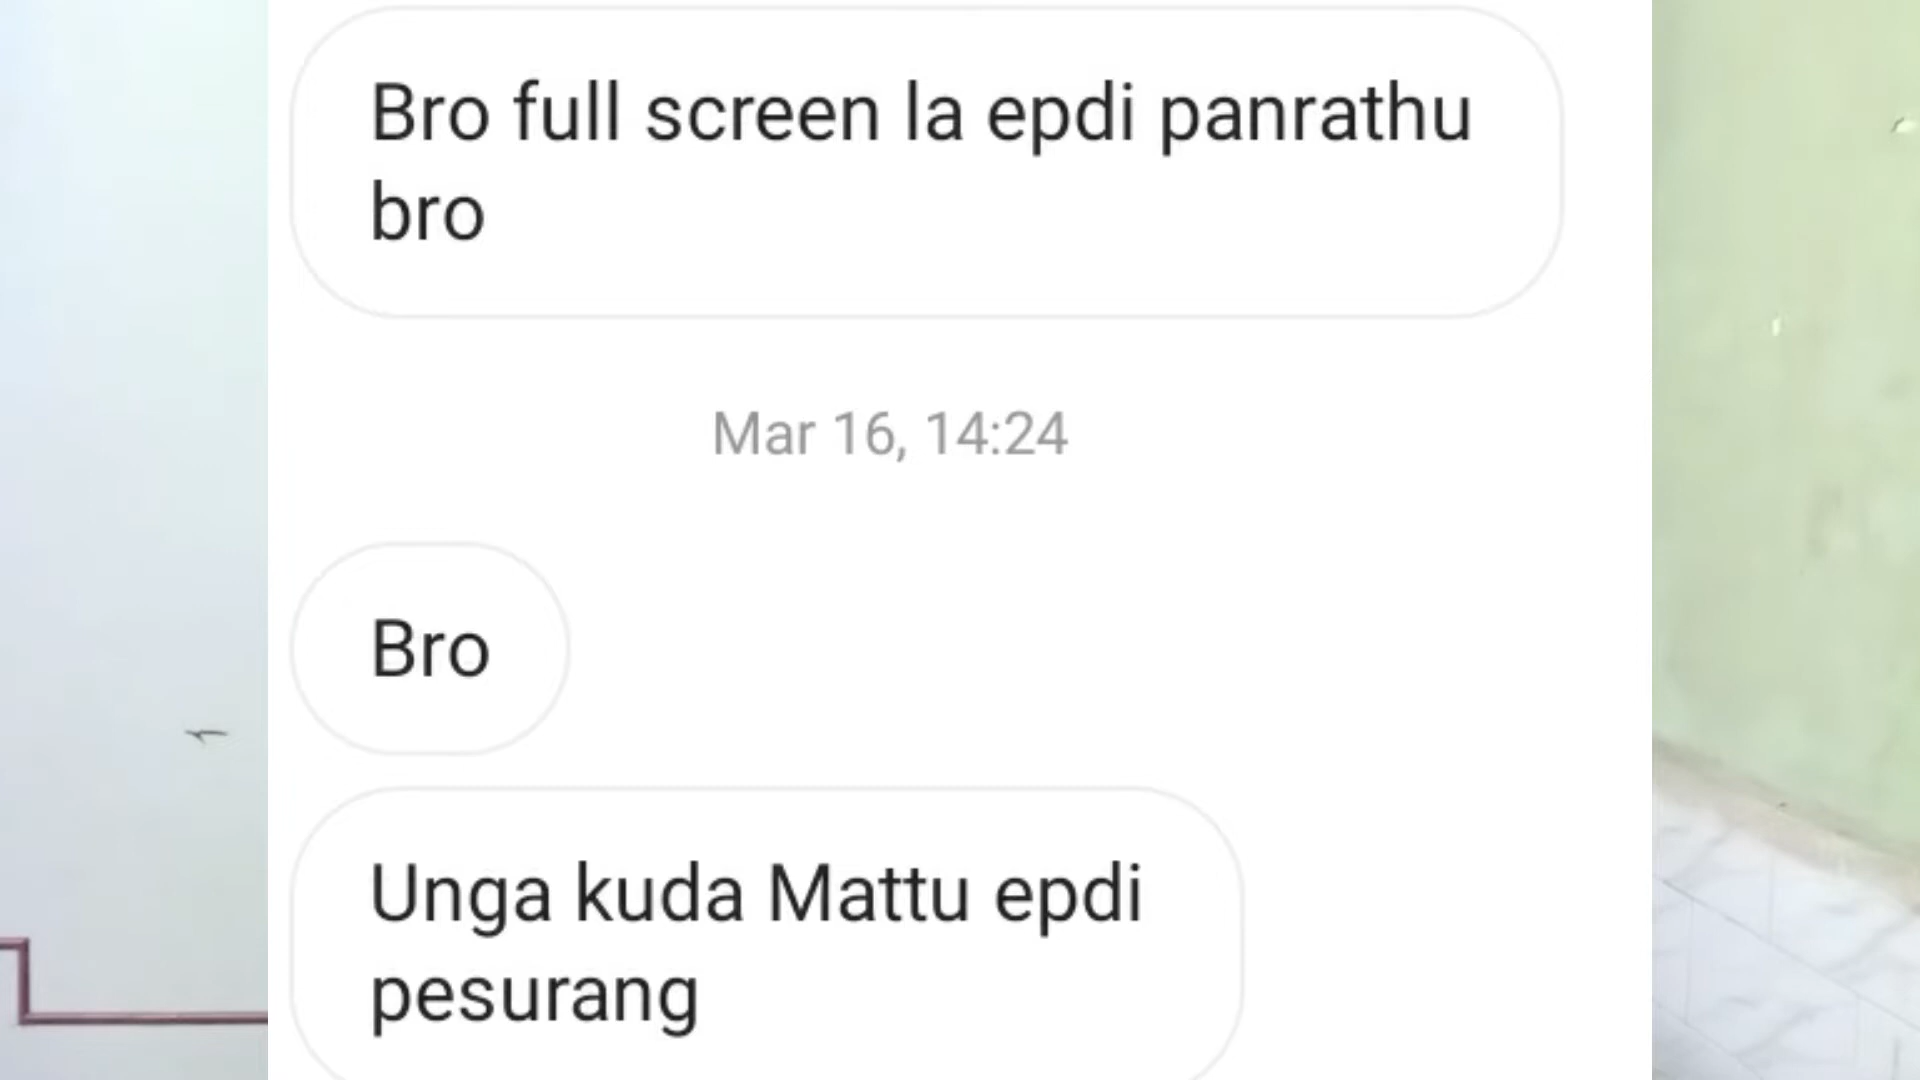 Bro full screen la epdi panrathu
bro
Mar 16, 14:24
Bro
Unga kuda Mattu epdi
pesurang